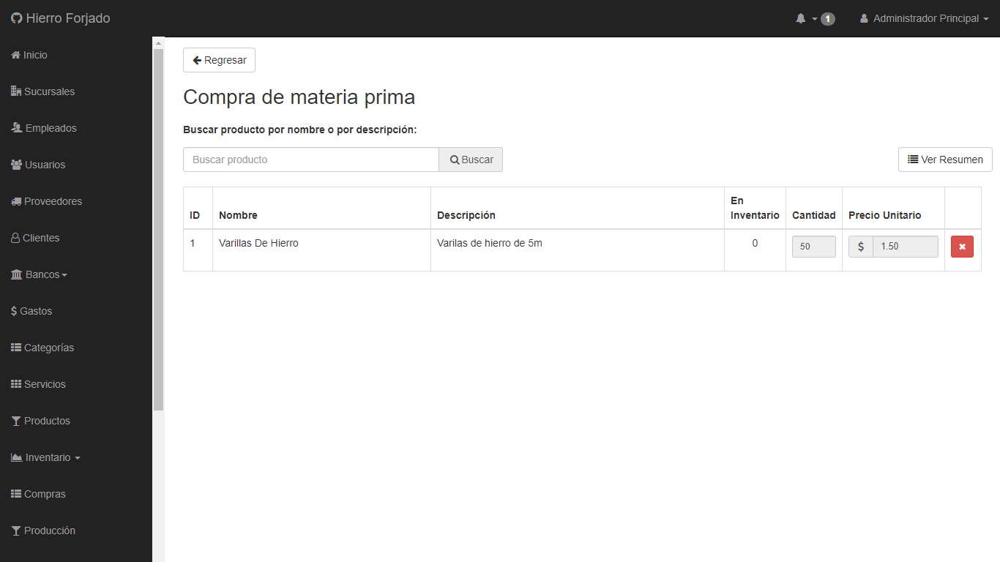 Hierro Forjado
1
Administrador Principal
Inicio
Sucursales
Empleados
Usuarios
Proveedores
Clientes
Bancos
$ Gastos
Categorías
Servicios
Productos
Inventario
Compras
Producción
Regresar
Compra de materia prima
Buscar producto por nombre o por descripción:
Buscar producto
Buscar
Ver Resumen
ID Nombre Descripción En Inventario Cantidad Precio Unitario
1 Varillas De Hierro Varilas de hierro de 5m 0 50 $ 1.50